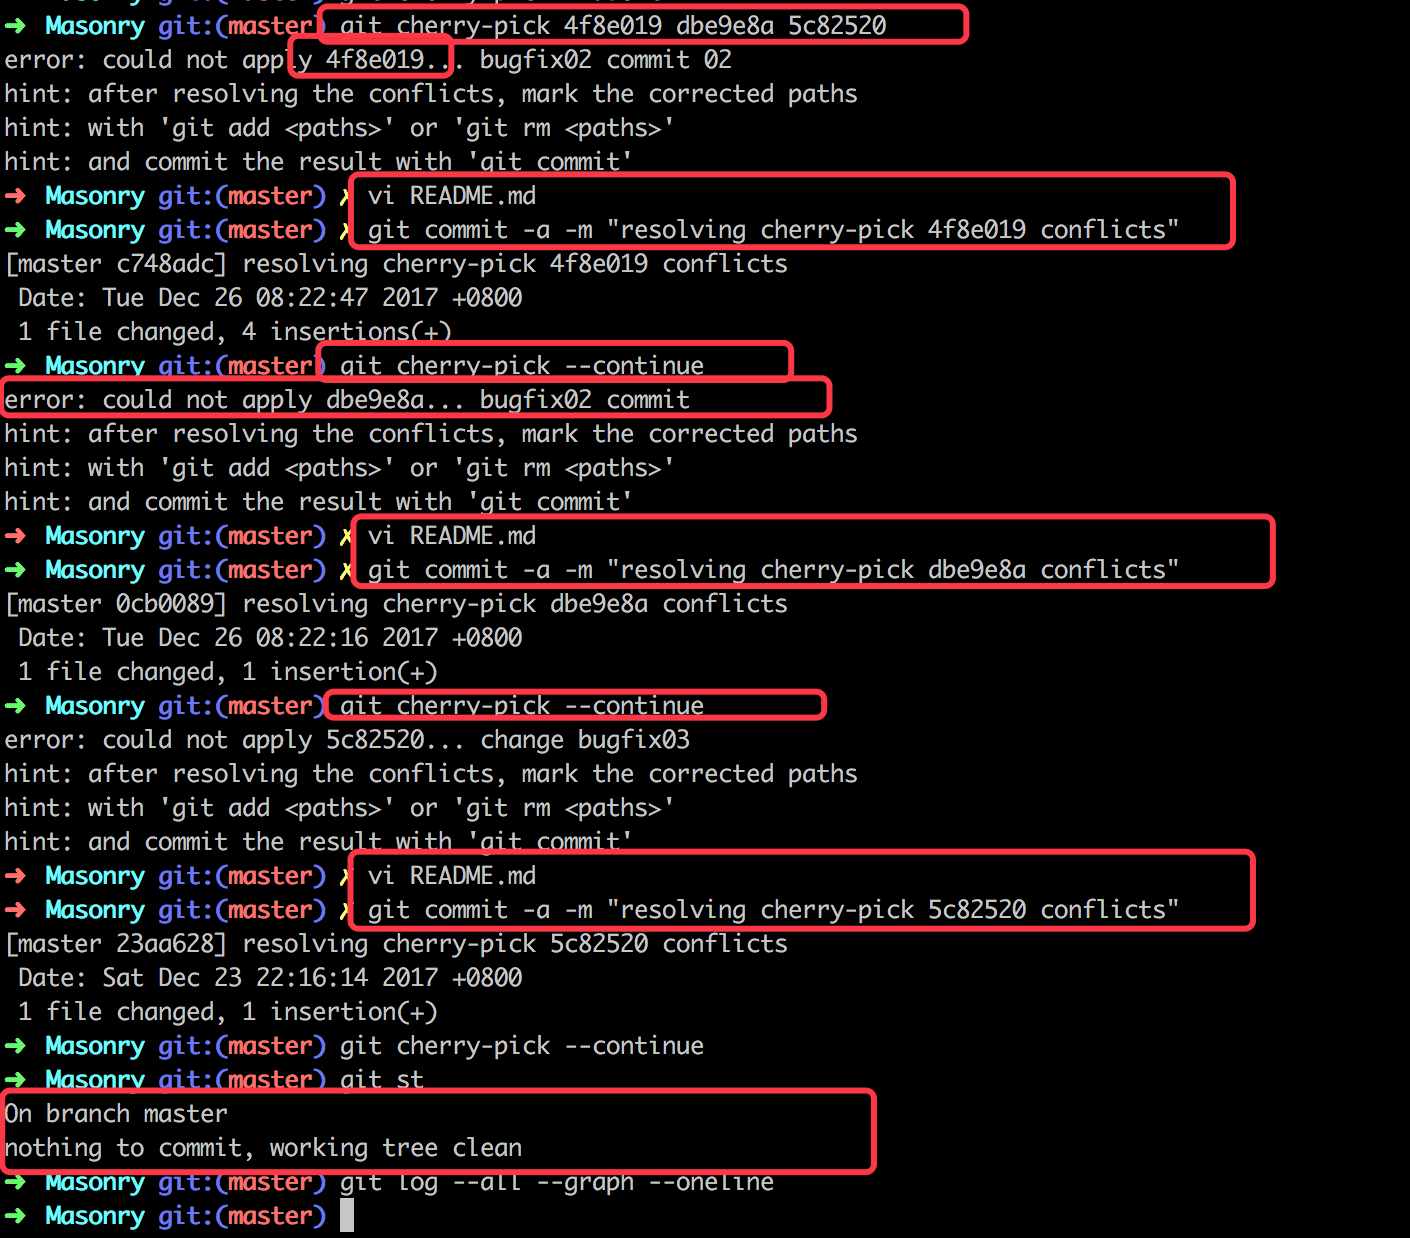 ➜ Masonry git:(master) git cherry-pick 4f8e019 dbe9e8a 5c82520
error: could not apply 4f8e019... bugfix02 commit 02
hint: after resolving the conflicts, mark the corrected paths
hint: with 'git add <paths>' or 'git rm <paths>'
hint: and commit the result with 'git commit'
➜ Masonry git:(master) ✗ vi README.md
➜ Masonry git:(master) ✗ git commit -a -m "resolving cherry-pick 4f8e019 conflicts"
[master c748adc] resolving cherry-pick 4f8e019 conflicts
 Date: Tue Dec 26 08:22:47 2017 +0800
 1 file changed, 4 insertions(+)
➜ Masonry git:(master) git cherry-pick --continue
error: could not apply dbe9e8a... bugfix02 commit
hint: after resolving the conflicts, mark the corrected paths
hint: with 'git add <paths>' or 'git rm <paths>'
hint: and commit the result with 'git commit'
➜ Masonry git:(master) ✗ vi README.md
➜ Masonry git:(master) ✗ git commit -a -m "resolving cherry-pick dbe9e8a conflicts"
[master 0cb0089] resolving cherry-pick dbe9e8a conflicts
 Date: Tue Dec 26 08:22:16 2017 +0800
 1 file changed, 1 insertion(+)
➜ Masonry git:(master) git cherry-pick --continue
error: could not apply 5c82520... change bugfix03
hint: after resolving the conflicts, mark the corrected paths
hint: with 'git add <paths>' or 'git rm <paths>'
hint: and commit the result with 'git commit'
➜ Masonry git:(master) ✗ vi README.md
➜ Masonry git:(master) ✗ git commit -a -m "resolving cherry-pick 5c82520 conflicts"
[master 23aa628] resolving cherry-pick 5c82520 conflicts
 Date: Sat Dec 23 22:16:14 2017 +0800
 1 file changed, 1 insertion(+)
➜ Masonry git:(master) git cherry-pick --continue
➜ Masonry git:(master) git st
On branch master
nothing to commit, working tree clean
➜ Masonry git:(master) git log --all --graph --oneline
➜ Masonry git:(master)